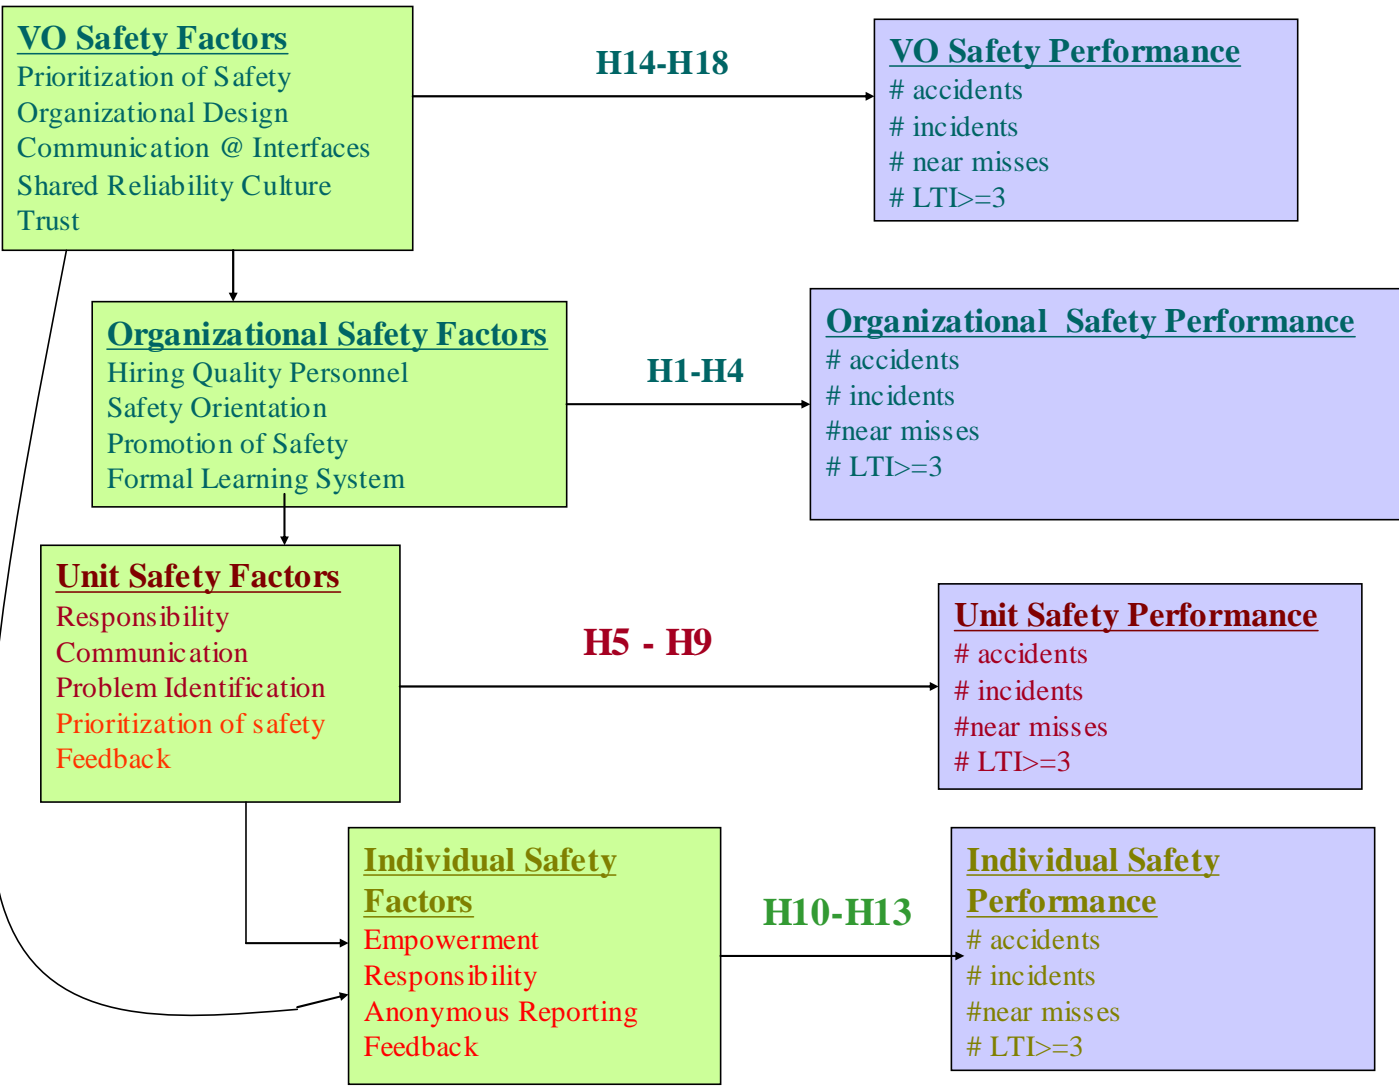 VO Safety Factors
Prioritization of Safety
Organizational Design
Communication @ Interfaces
Shared Reliability Culture
Trust
H14-H18
VO Safety Performance
# accidents
# incidents
# near misses
# LTI>=3
Organizational Safety Factors
Hiring Quality Personnel
Safety Orientation
Promotion of Safety
Formal Learning System
H1-H4
Organizational Safety Performance
# accidents
# incidents
#near misses
# LTI>=3
Unit Safety Factors
Responsibility
Communication
Problem Identification
Prioritization of safety
Feedback
H5 - H9
Unit Safety Performance
# accidents
# incidents
#near misses
# LTI>=3
Individual Safety
Factors
Empowerment
Responsibility
Anonymous Reporting
Feedback
H10-H13
Individual Safety
Performance
# accidents
# incidents
#near misses
# LTI>=3